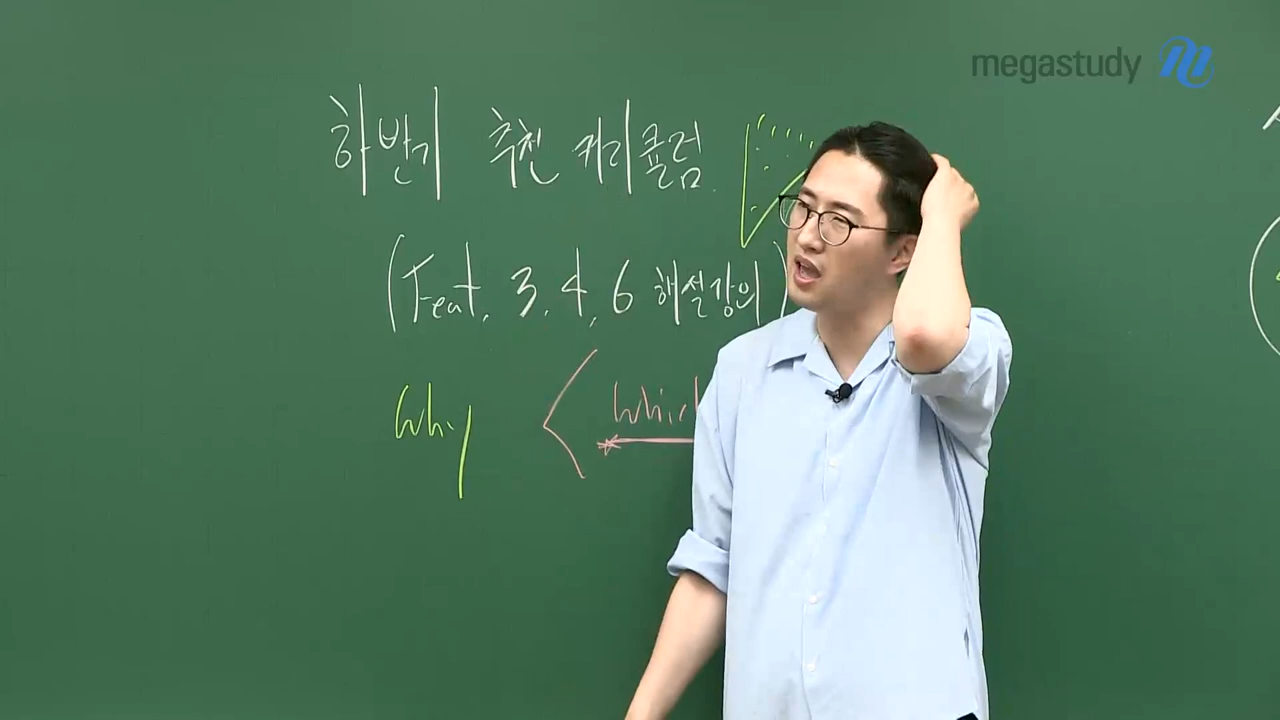 megastudy
하반기 추천 커리큘럼
(Feat. 3, 4, 6 해설강의)
Why < Which